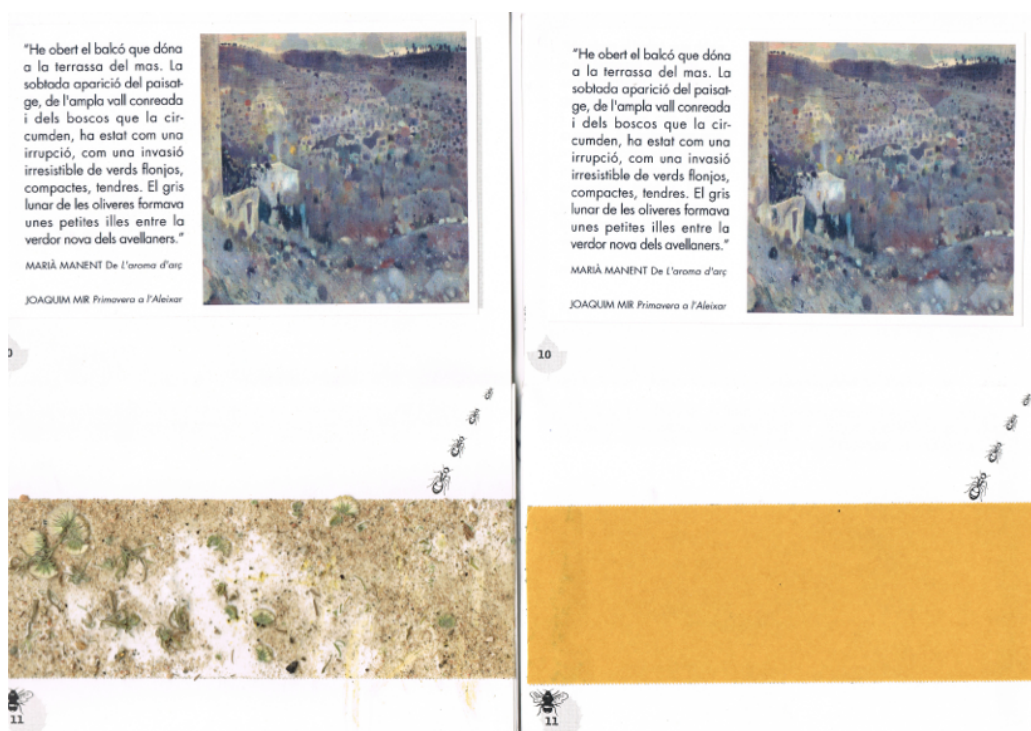 “He obert el balcó que dóna
a la terrassa del mas. La
sobtada aparició del paisat-
ge, de l'ampla vall conreada
i dels boscos que la cir-
cumden, ha estat com una
irrupció, com una invasió
irresistible de verds flonjos,
compactes, tendres. El gris
lunar de les oliveres formava
unes petites illes entre la
verdor nova dels avellaners.”
MARIÀ MANENT De L'aroma d'arç
JOAQUIM MIR Primavera a l'Aleixar
0
11
“He obert el balcó que dóna
a la terrassa del mas. La
sobtada aparició del paisat-
ge, de l'ampla vall conreada
i dels boscos que la cir-
cumden, ha estat com una
irrupció, com una invasió
irresistible de verds flonjos,
compactes, tendres. El gris
lunar de les oliveres formava
unes petites illes entre la
verdor nova dels avellaners.”
MARIÀ MANENT De L'aroma d'arç
JOAQUIM MIR Primavera a l'Aleixar
10
11